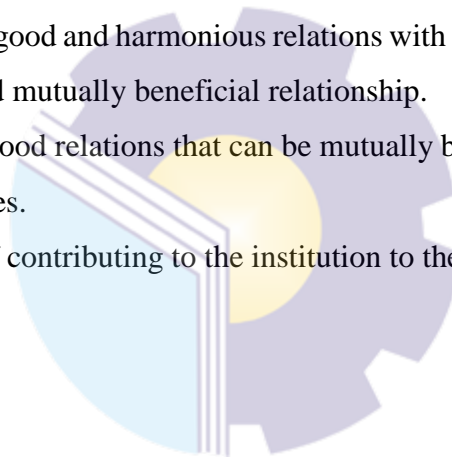 good and harmonious relations with
mutually beneficial relationship.
ood relations that can be mutually b
es.
contributing to the institution to the